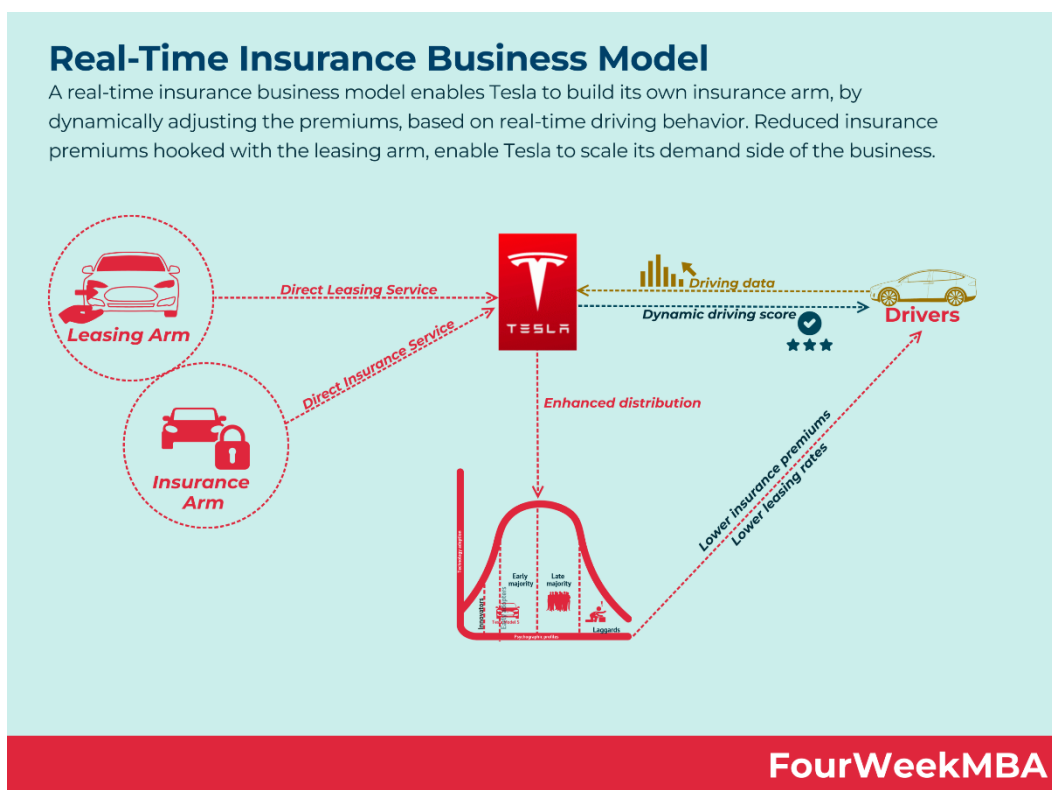 Real-Time Insurance Business Model
A real-time insurance business model enables Tesla to build its own insurance arm, by
dynamically adjusting the premiums, based on real-time driving behavior. Reduced insurance
premiums hooked with the leasing arm, enable Tesla to scale its demand side of the business.
Leasing Arm
Direct Leasing Service
Direct Insurance Service
Insurance
Arm
TESLA
Driving data
Dynamic driving score
Drivers
Enhanced distribution
Lower insurance premiums
Lower leasing rates
Early
majority
Late
majority
Laggards
Psychographic profiles
FourWeekMBA